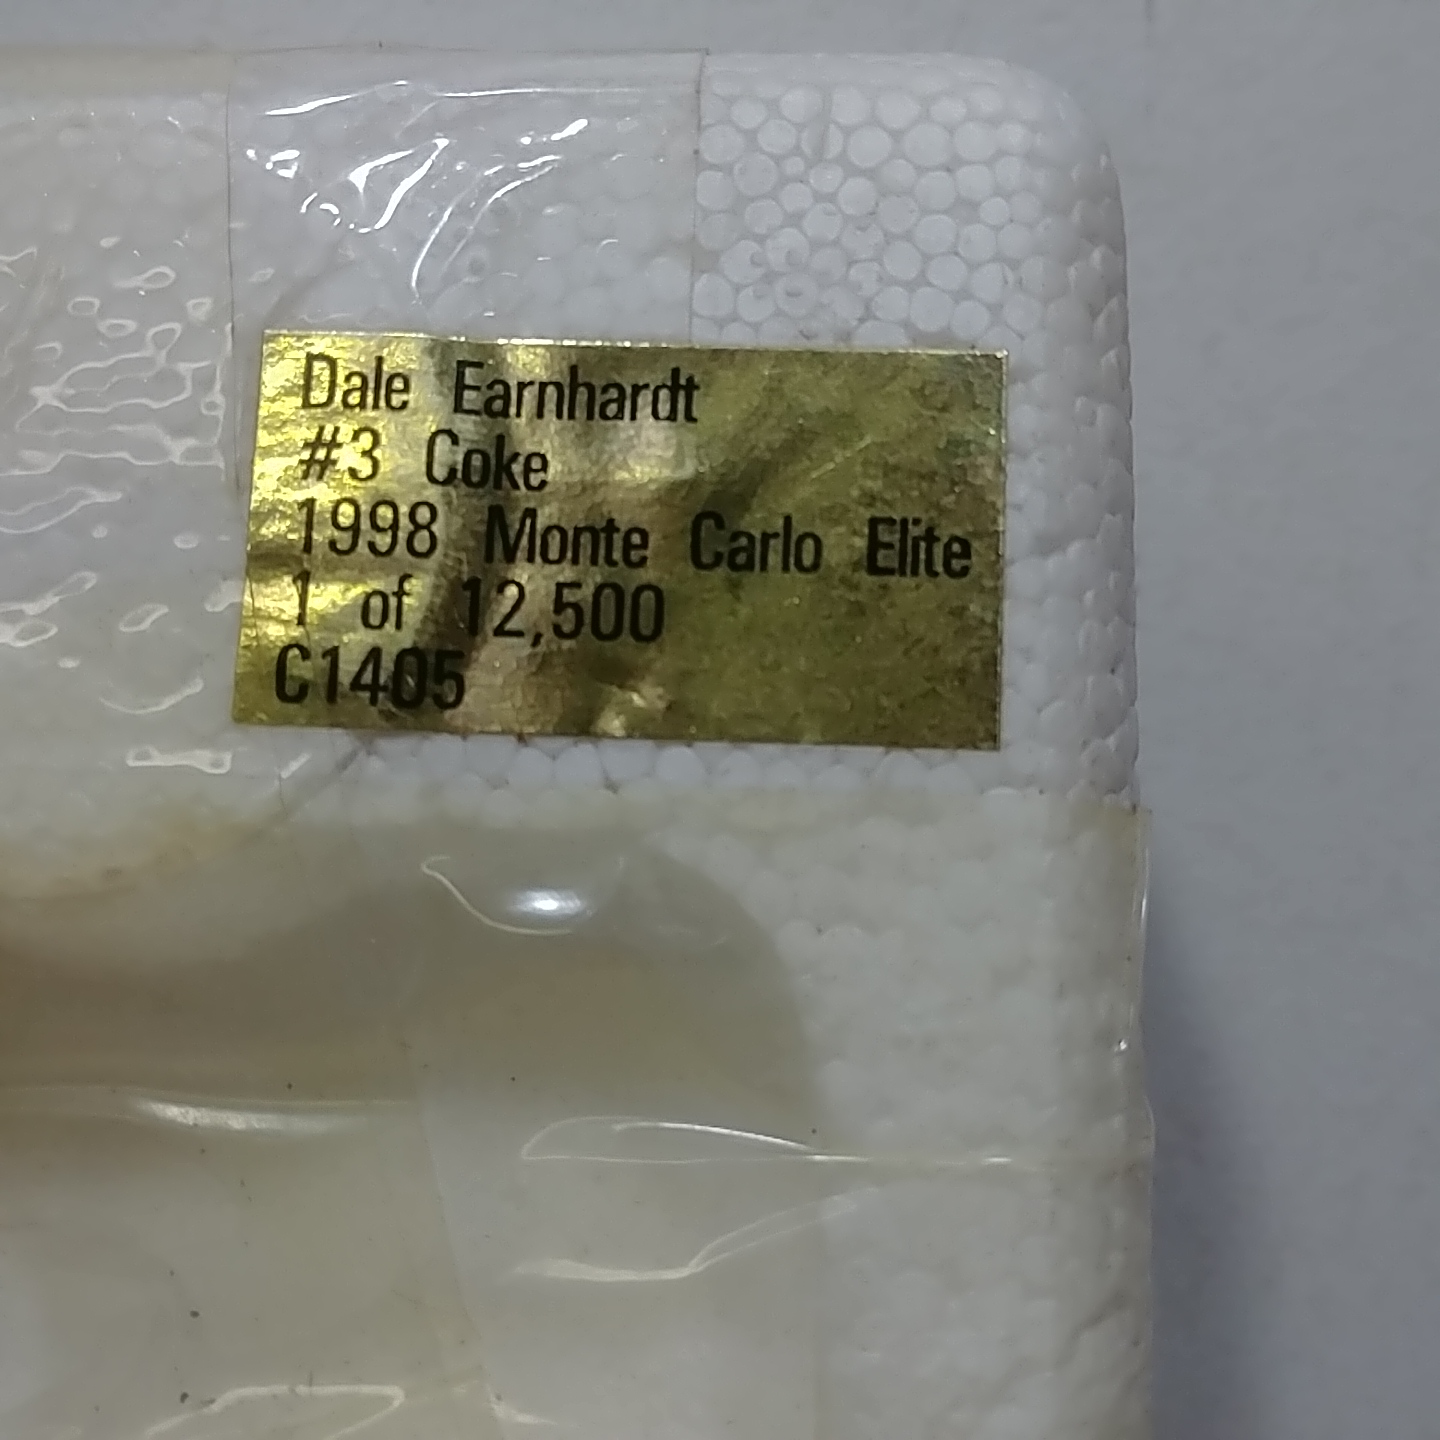 Dale Earnhardt
#3 Coke
1998 Monte Carlo Elite
1 of 12,500
C1405